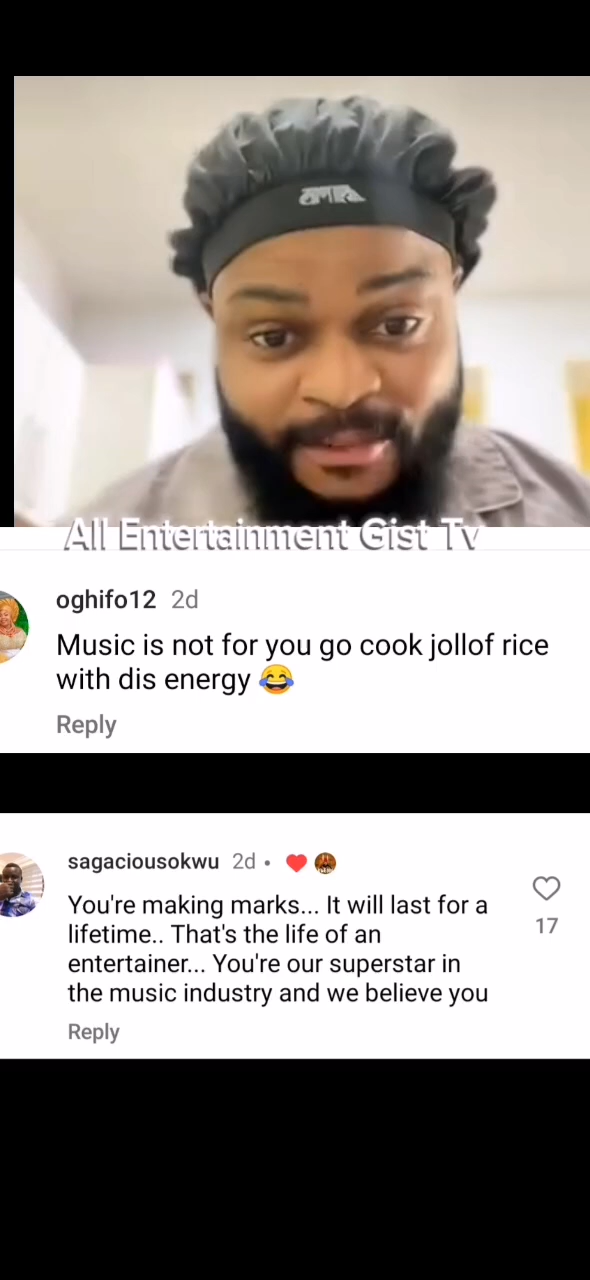 All Entertainment Gist Tv
oghifo12 2d
Music is not for you go cook jollof rice
with dis energy 😂
Reply
sagaciousokwu 2d •
You're making marks... It will last for a
lifetime.. That's the life of an
entertainer... You're our superstar in
the music industry and we believe you
17
Reply